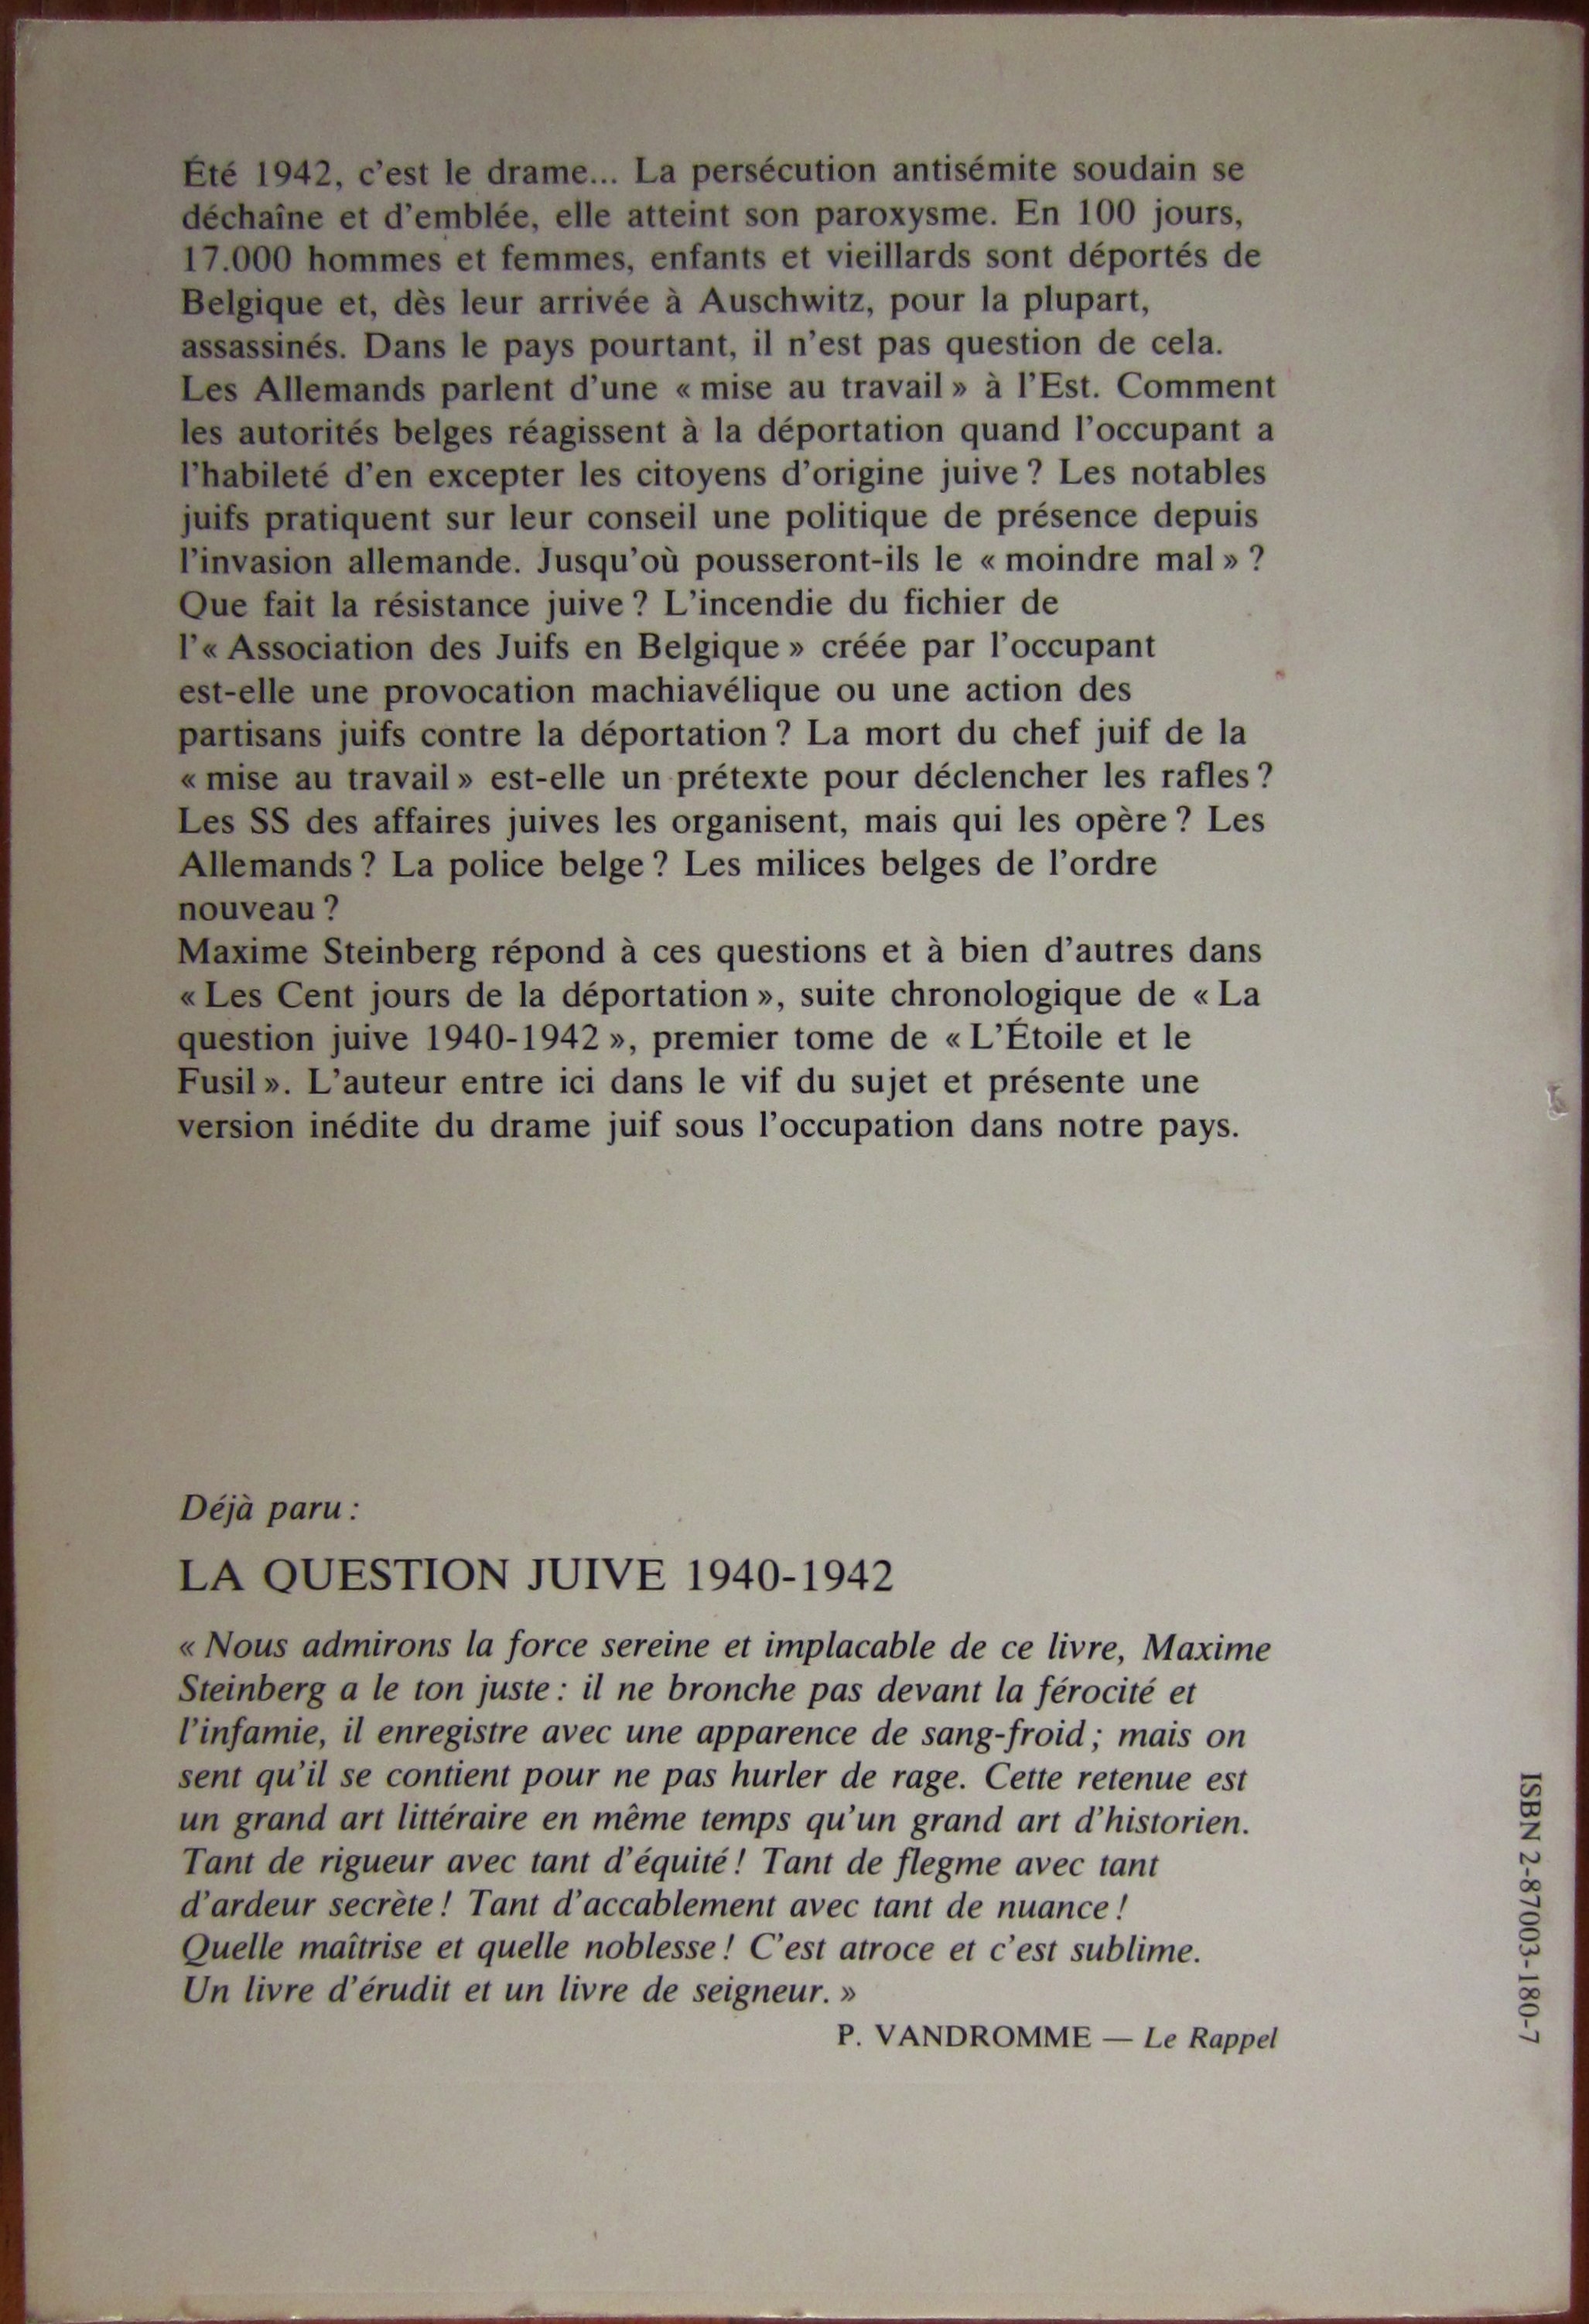 Été 1942, c'est le drame... La persécution antisémite soudain se
déchaîne et d'emblée, elle atteint son paroxysme. En 100 jours,
17.000 hommes et femmes, enfants et vieillards sont déportés de
Belgique et, dès leur arrivée à Auschwitz, pour la plupart,
assassinés. Dans le pays pourtant, il n'est pas question de cela.
Les Allemands parlent d'une « mise au travail » à l'Est. Comment
les autorités belges réagissent à la déportation quand l'occupant a
l'habileté d'en excepter les citoyens d'origine juive ? Les notables
juifs pratiquent sur leur conseil une politique de présence depuis
l'invasion allemande. Jusqu'où pousseront-ils le « moindre mal » ?
Que fait la résistance juive ? L'incendie du fichier de
l'« Association des Juifs en Belgique » créée par l'occupant
est-elle une provocation machiavélique ou une action des
partisans juifs contre la déportation ? La mort du chef juif de la
« mise au travail » est-elle un prétexte pour déclencher les rafles ?
Les SS des affaires juives les organisent, mais qui les opère ? Les
Allemands ? La police belge ? Les milices belges de l'ordre
nouveau ?
Maxime Steinberg répond à ces questions et à bien d'autres dans
« Les Cent jours de la déportation », suite chronologique de « La
question juive 1940-1942 », premier tome de « L'Étoile et le
Fusil ». L'auteur entre ici dans le vif du sujet et présente une
version inédite du drame juif sous l'occupation dans notre pays.
Déjà paru :
LA QUESTION JUIVE 1940-1942
« Nous admirons la force sereine et implacable de ce livre, Maxime
Steinberg a le ton juste : il ne bronche pas devant la férocité et
l'infamie, il enregistre avec une apparence de sang-froid ; mais on
sent qu'il se contient pour ne pas hurler de rage. Cette retenue est
un grand art littéraire en même temps qu'un grand art d'historien.
Tant de rigueur avec tant d'équité ! Tant de flegme avec tant
d'ardeur secrète ! Tant d'accablement avec tant de nuance !
Quelle maîtrise et quelle noblesse ! C'est atroce et c'est sublime.
Un livre d'érudit et un livre de seigneur. »
P. VANDROMME — Le Rappel
ISBN 2-87003-180-7